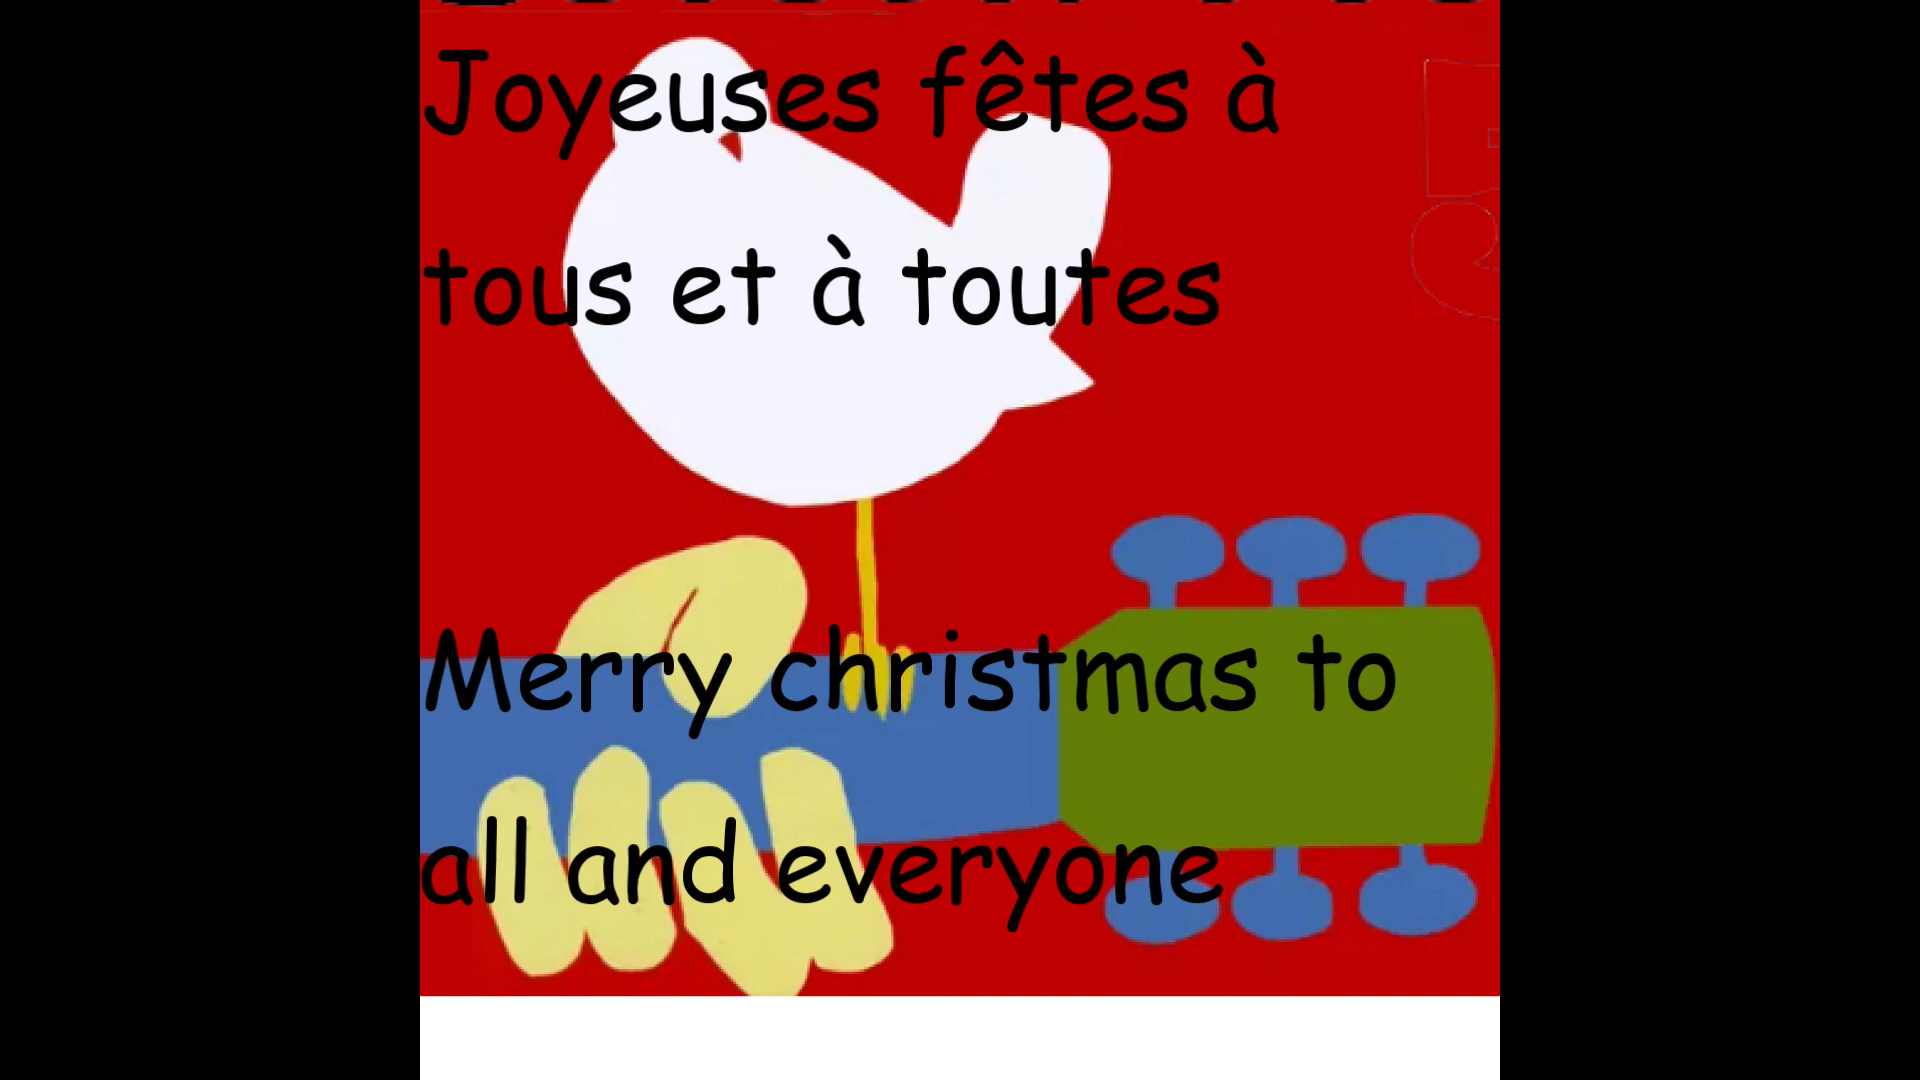 Joyeuses fêtes à
tous et à toutes
Merry christmas to
all and everyone